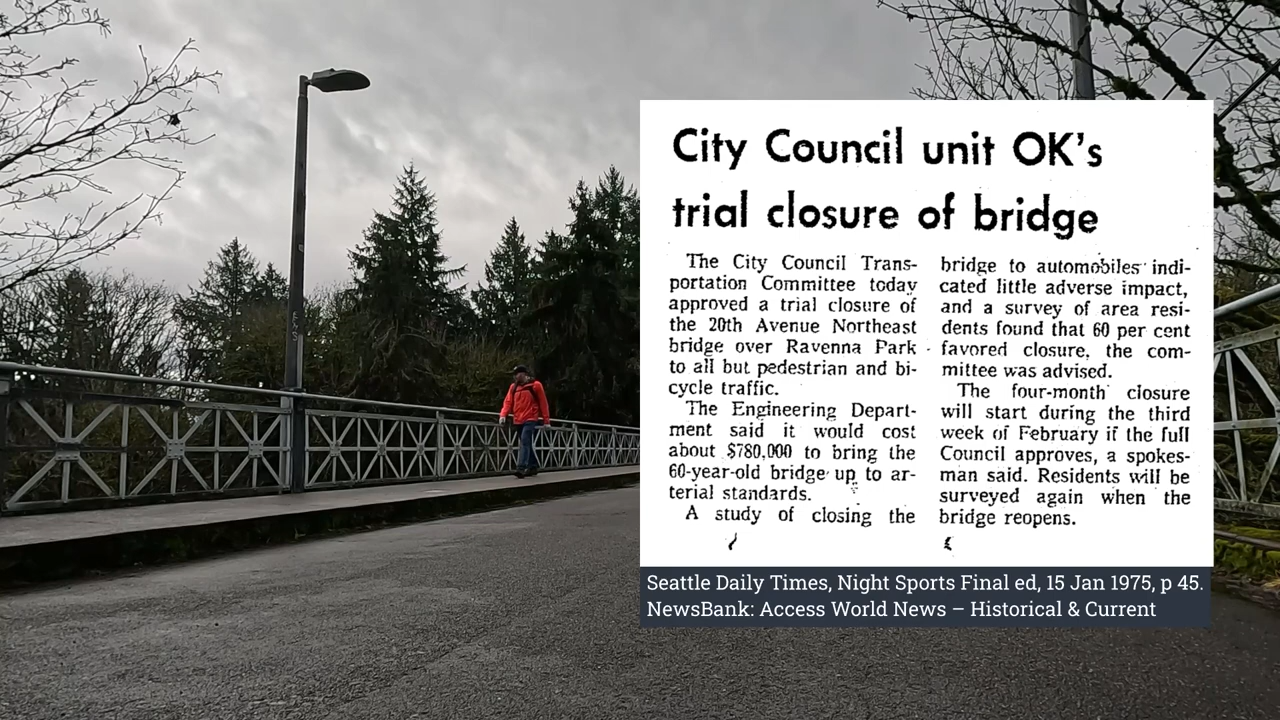 City Council unit OK's
trial closure of bridge
The City Council Trans-
portation Committee today
approved a trial closure of
the 20th Avenue Northeast
bridge over Ravenna Park
to all but pedestrian and bi-
cycle traffic.
The Engineering Depart-
ment said it would cost
about $780,000 to bring the
60-year-old bridge up to ar-
terial standards.
A study of closing the
bridge to automobiles indi-
cated little adverse impact,
and a survey of area resi-
dents found that 60 per cent
favored closure, the com-
mittee was advised.
The four-month closure
will start during the third
week of February if the full
Council approves, a spokes-
man said. Residents will be
surveyed again when the
bridge reopens.
Seattle Daily Times, Night Sports Final ed, 15 Jan 1975, p 45.
NewsBank: Access World News – Historical & Current